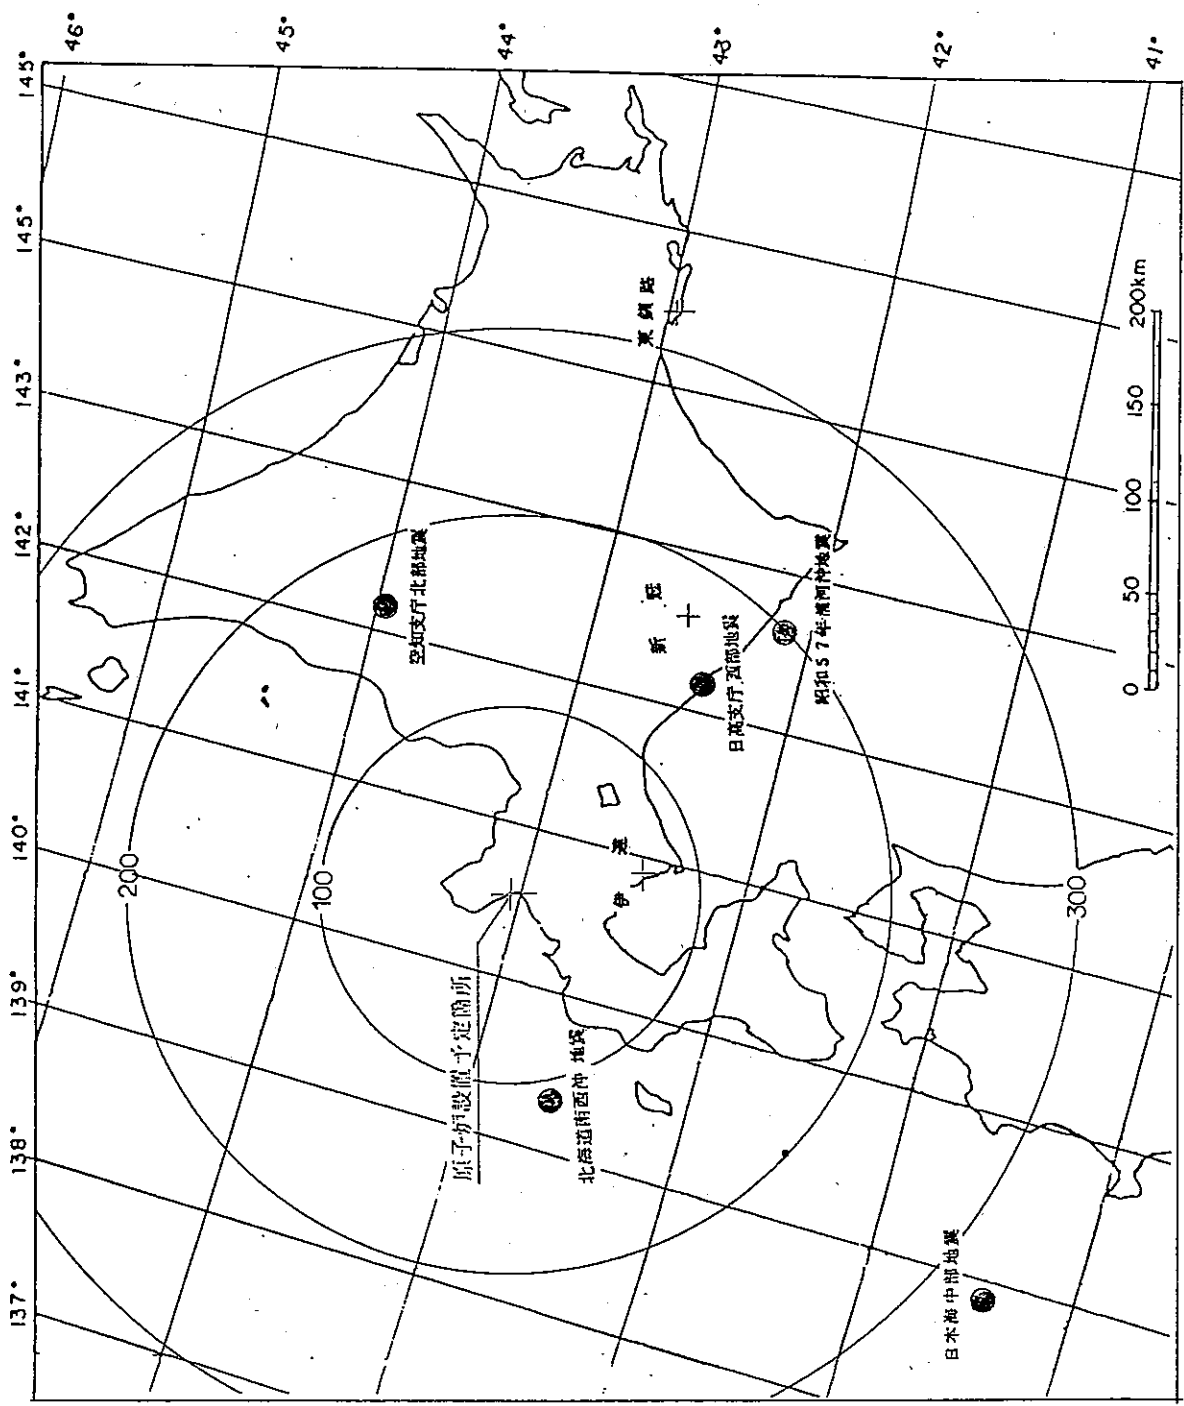 137° 138° 139° 140° 141° 142° 143° 145° 145°
46°
45°
44°
43°
42°
41°
200
100
300
原子炉設置予定箇所
空知支庁北部地震
東釧路
新冠
日高支庁西部地震
昭和57年浦河沖地震
伊達
北海道南西沖地震
日本海中部地震
0 50 100 150 200km